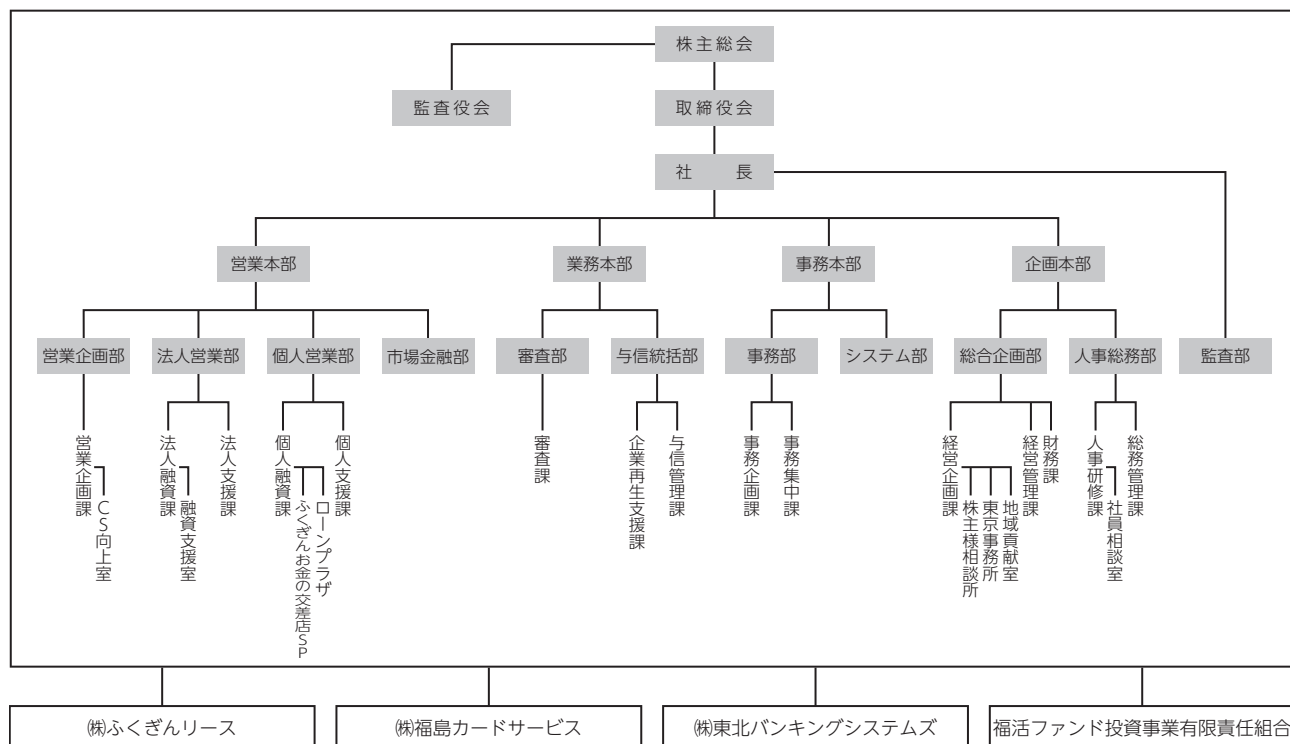 株主総会
監査役会
取締役会
社　長
営業本部
業務本部
事務本部
企画本部
営業企画部
法人営業部
個人営業部
市場金融部
審査部
与信統括部
事務部
システム部
総合企画部
人事総務部
監査部
営業企画課
CS向上室
法人融資課
融資支援室
法人支援課
個人融資課
ふくぎんお金の交差店SP
ローンプラザ
個人支援課
審査課
企業再生支援課
与信管理課
事務企画課
事務集中課
経営企画課
株主様相談所
東京事務所
地域貢献室
経営管理課
財務課
人事研修課
社員相談室
総務管理課
㈱ふくぎんリース
㈱福島カードサービス
㈱東北バンキングシステムズ
福活ファンド投資事業有限責任組合